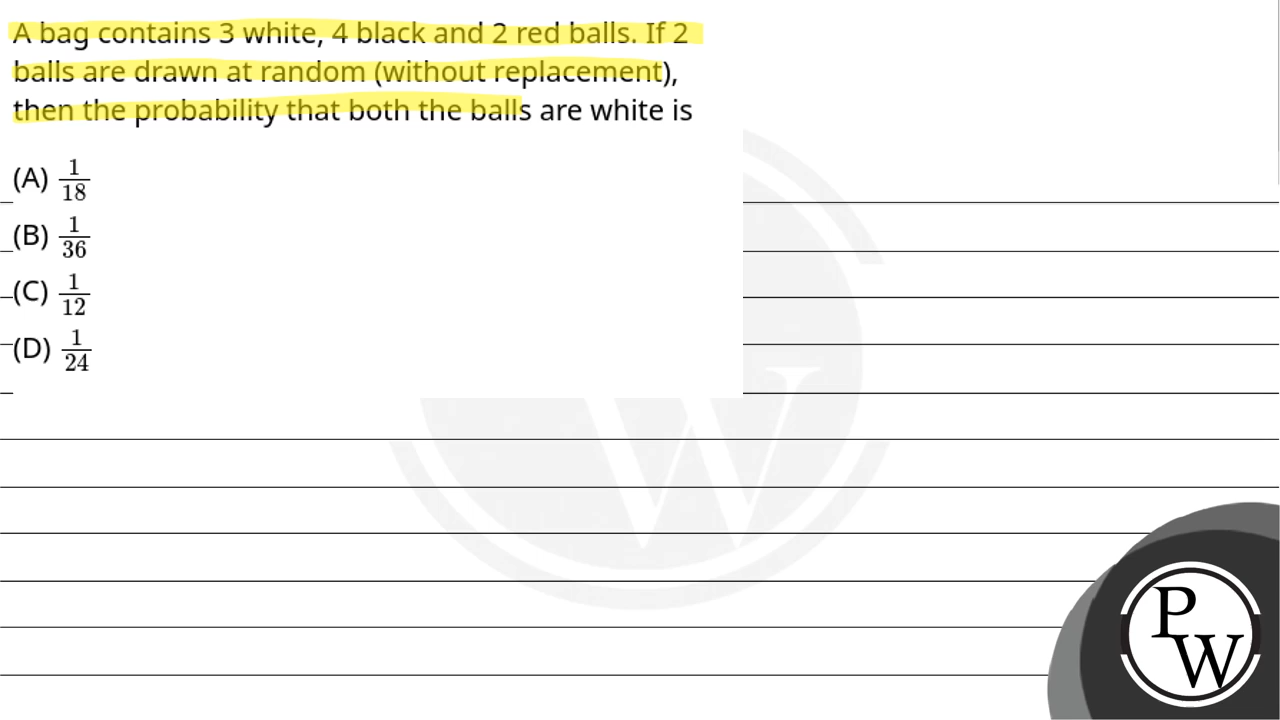 A bag contains 3 white, 4 black and 2 red balls. If 2
balls are drawn at random (without replacement),
then the probability that both the balls are white is
(A) 1/18
(B) 1/36
(C) 1/12
(D) 1/24
PW